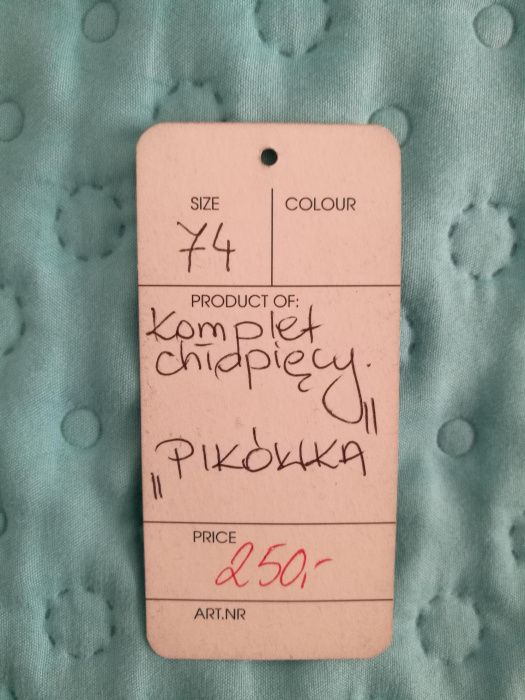 SIZE
COLOUR
74
PRODUCT OF:
Komplet
chłopięcy.
„PIKÓWKA"
PRICE
250,-
ART.NR